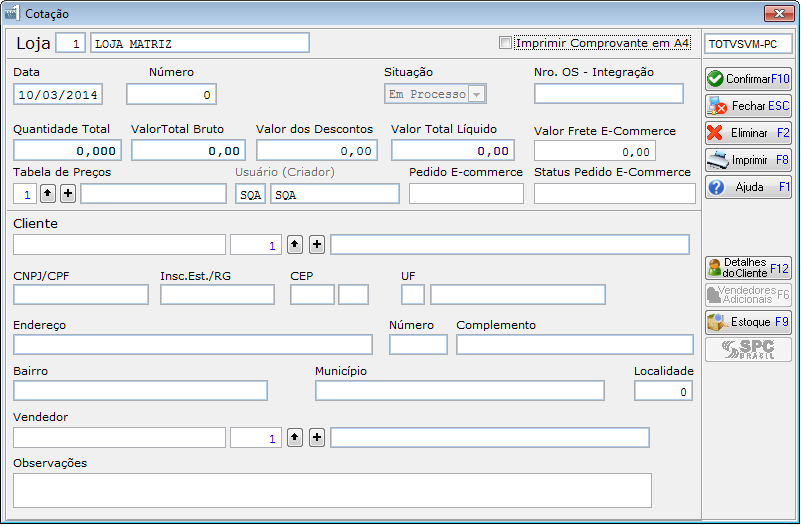 Cotação
Loja 1 LOJA MATRIZ Imprimir Comprovante em A4 TOTVSVM-PC
Data Número Situação Nro. OS - Integração
10/03/2014 0 Em Processo
Quantidade Total ValorTotal Bruto Valor dos Descontos Valor Total Líquido Valor Frete E-Commerce
0,000 0,00 0,00 0,00 0,00
Tabela de Preços Usuário (Criador) Pedido E-commerce Status Pedido E-Commerce
1 SQA SQA
Cliente
1
CNPJ/CPF Insc.Est./RG CEP UF
Endereço Número Complemento
Bairro Município Localidade
0
Vendedor
1
Observações
Confirmar F10
Fechar ESC
Eliminar F2
Imprimir F8
Ajuda F1
Detalhes
do Cliente F12
Vendedores
Adicionais F6
Estoque F9
SPC
BRASIL